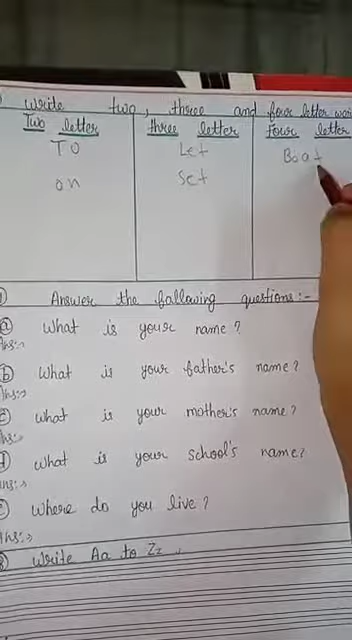 Write two, three and four letter
Two letter three letter four letter
TO Let Boat
on Set
Answer the following questions:-
(a) What is your name?
Ans:-
(b) What is your father's name?
Ans:-
(c) What is your mother's name?
Ans:-
(d) What is your school's name?
Ans:-
Where do you live?
Ans:-
Write Aa to Zz.